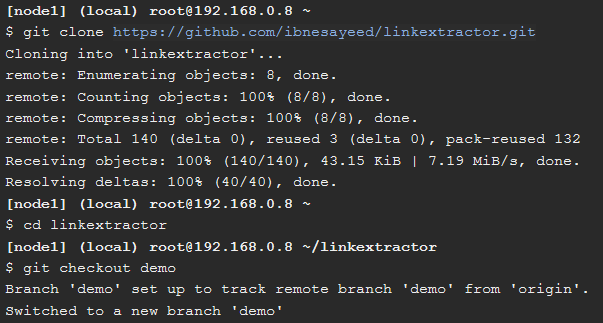 [node1] (local) root@192.168.0.8 ~
$ git clone https://github.com/ibnesayeed/linkextractor.git
Cloning into 'linkextractor'...
remote: Enumerating objects: 8, done.
remote: Counting objects: 100% (8/8), done.
remote: Compressing objects: 100% (8/8), done.
remote: Total 140 (delta 0), reused 3 (delta 0), pack-reused 132
Receiving objects: 100% (140/140), 43.15 KiB | 7.19 MiB/s, done.
Resolving deltas: 100% (40/40), done.
[node1] (local) root@192.168.0.8 ~
$ cd linkextractor
[node1] (local) root@192.168.0.8 ~/linkextractor
$ git checkout demo
Branch 'demo' set up to track remote branch 'demo' from 'origin'.
Switched to a new branch 'demo'